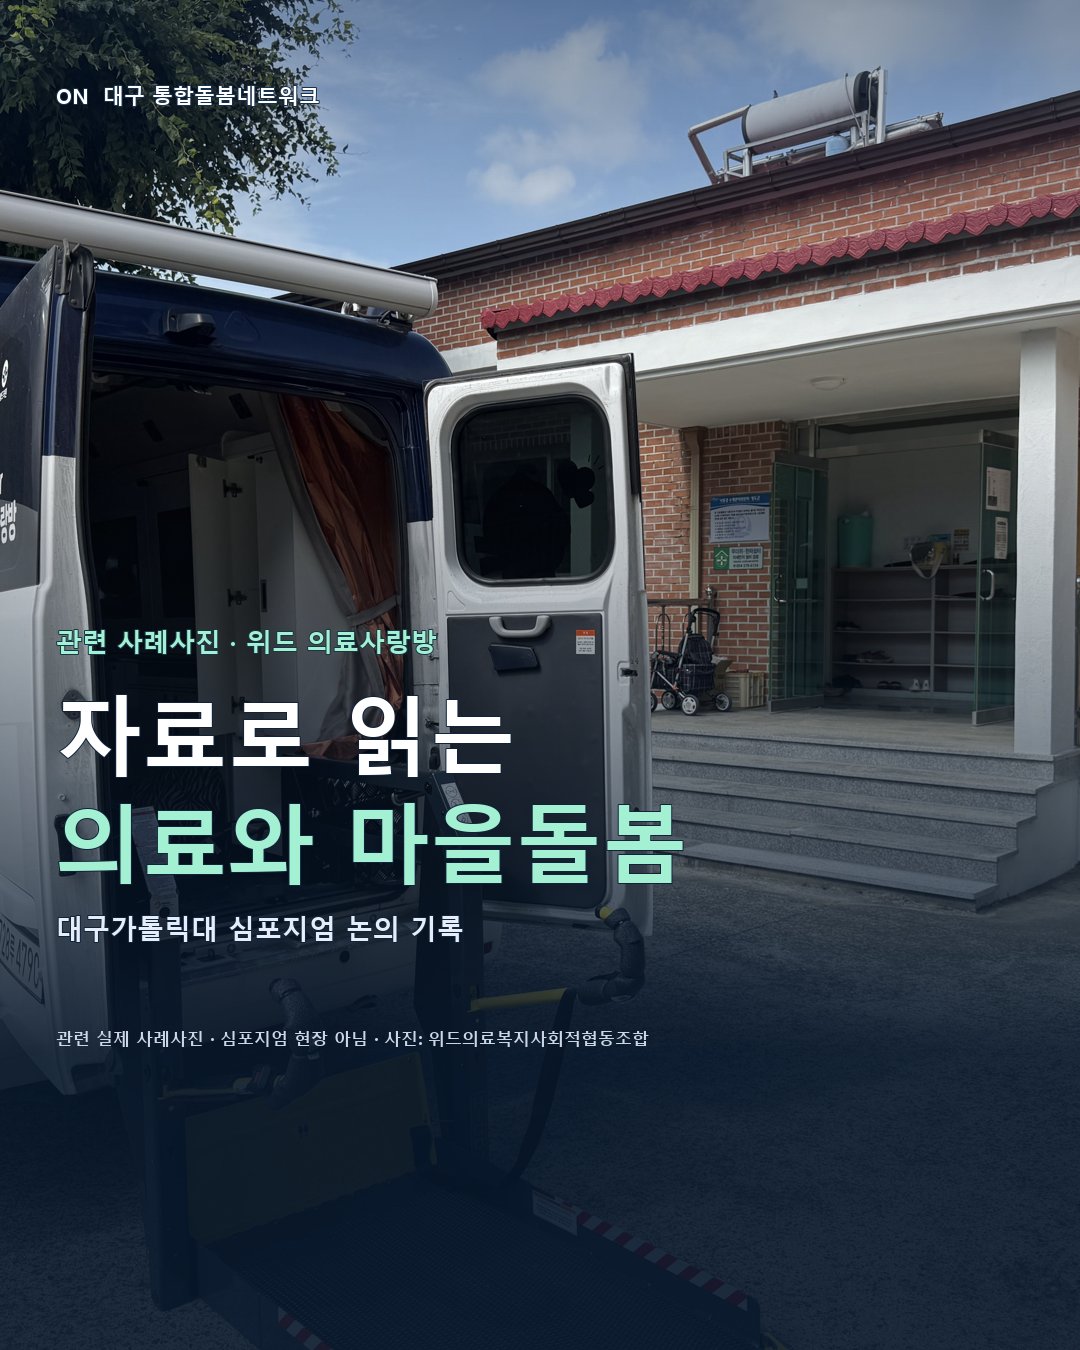 ON 대구 통합돌봄네트워크
랑방
관련 사례사진 · 위드 의료사랑방
자료로 읽는
의료와 마을돌봄
대구가톨릭대 심포지엄 논의 기록
관련 실제 사례사진 · 심포지엄 현장 아님 · 사진: 위드의료복지사회적협동조합